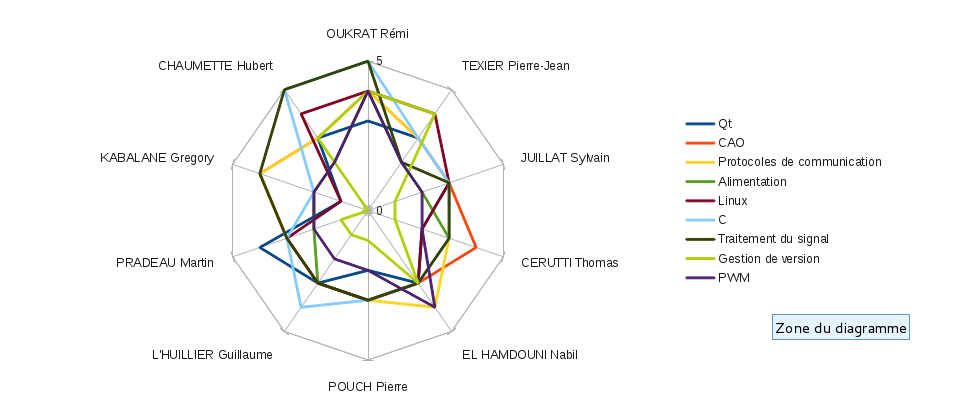 OUKRAT Rémi
CHAUMETTE Hubert
5
TEXIER Pierre-Jean
KABALANE Gregory
JUILLAT Sylvain
0
PRADEAU Martin
CERUTTI Thomas
L'HUILLIER Guillaume
EL HAMDOUNI Nabil
POUCH Pierre
Qt
CAO
Protocoles de communication
Alimentation
Linux
C
Traitement du signal
Gestion de version
PWM
Zone du diagramme